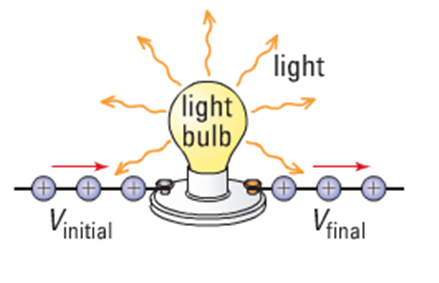 light
light
bulb
+ + + + + +
Vinitial
Vfinal